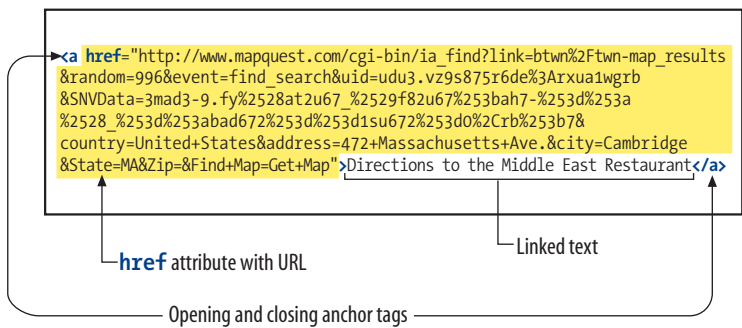 <a href="http://www.mapquest.com/cgi-bin/ia_find?link=btwn%2Ftwn-map_results
&random=996&event=find_search&uid=udu3.vz9s875r6de%3Arxua1wgrb
&SNVData=3mad3-9.fy%2528at2u67_%2529f82u67%253bah7-%253d%253a
%2528_%253d%253abad672%253d%253d1su672%253d0%2Crb%253b7&
country=United+States&address=472+Massachusetts+Ave.&city=Cambridge
&State=MA&Zip=&Find+Map=Get+Map">Directions to the Middle East Restaurant</a>
Linked text
href attribute with URL
Opening and closing anchor tags